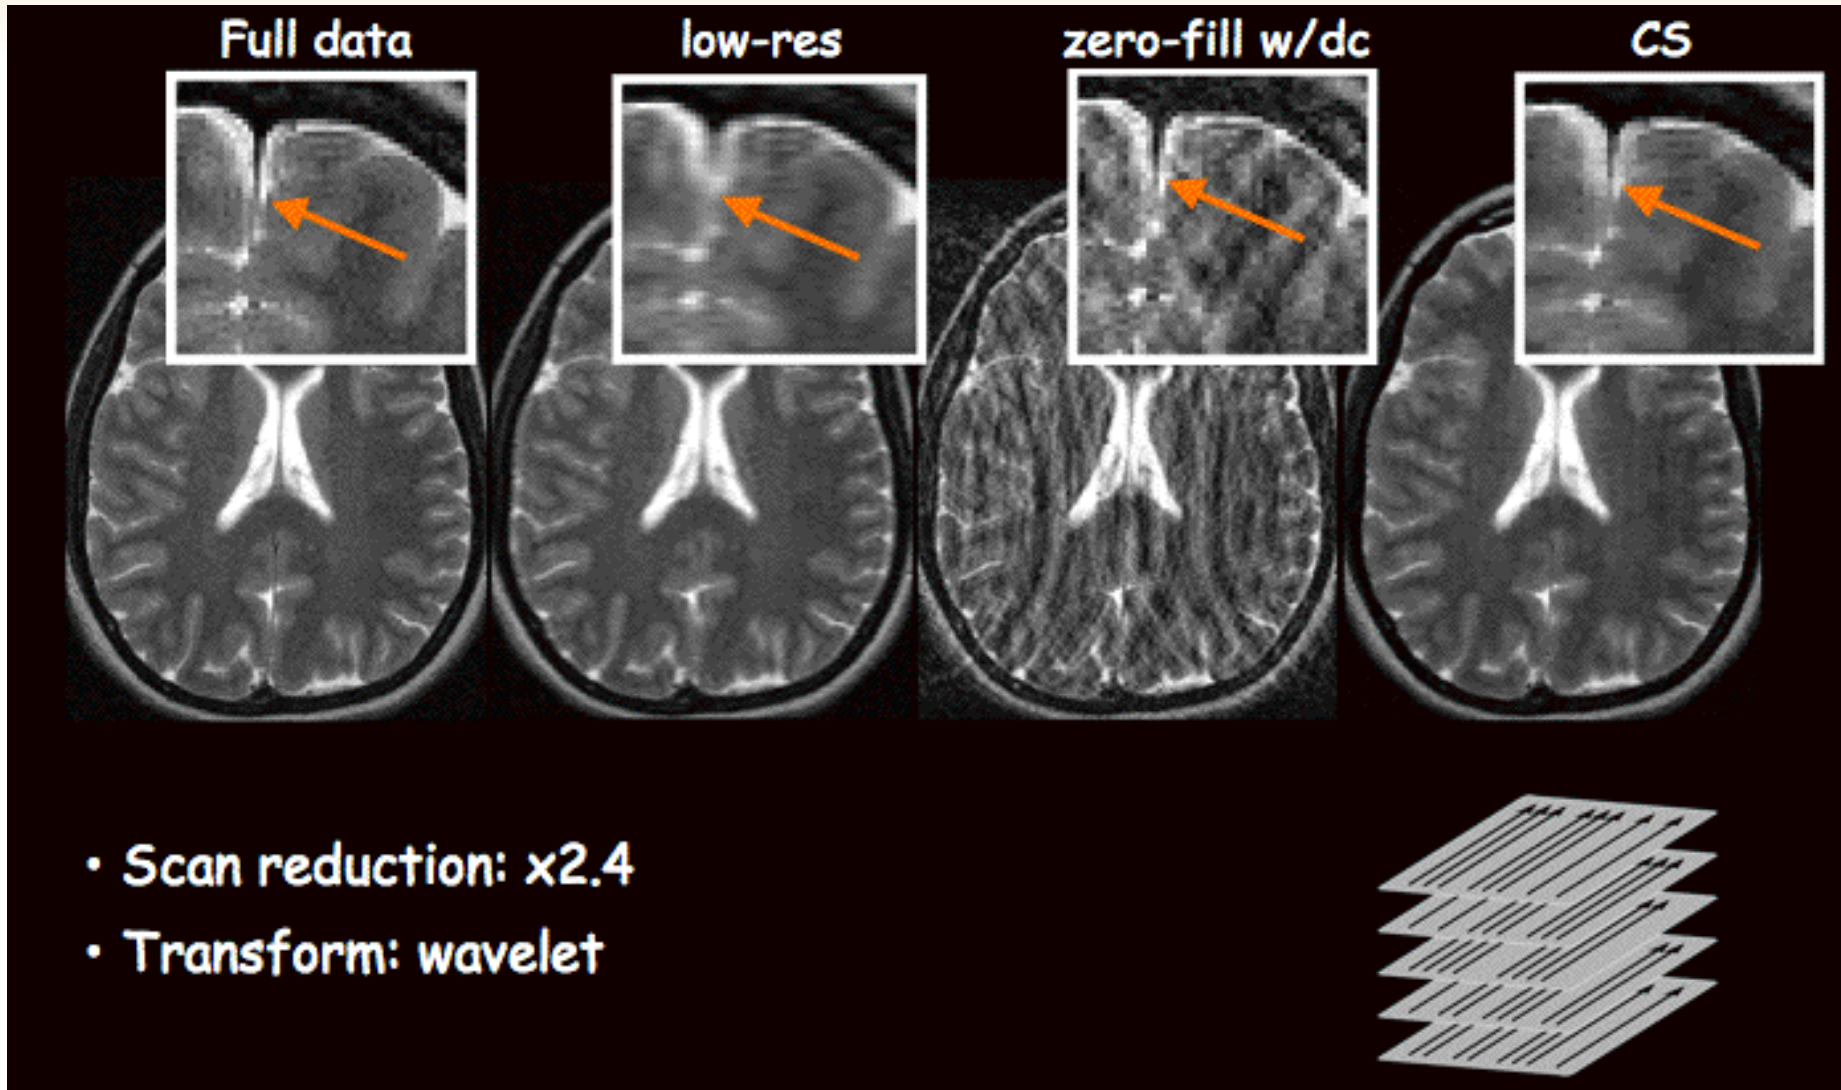 Full data
low-res
zero-fill w/dc
CS
• Scan reduction: x2.4
• Transform: wavelet